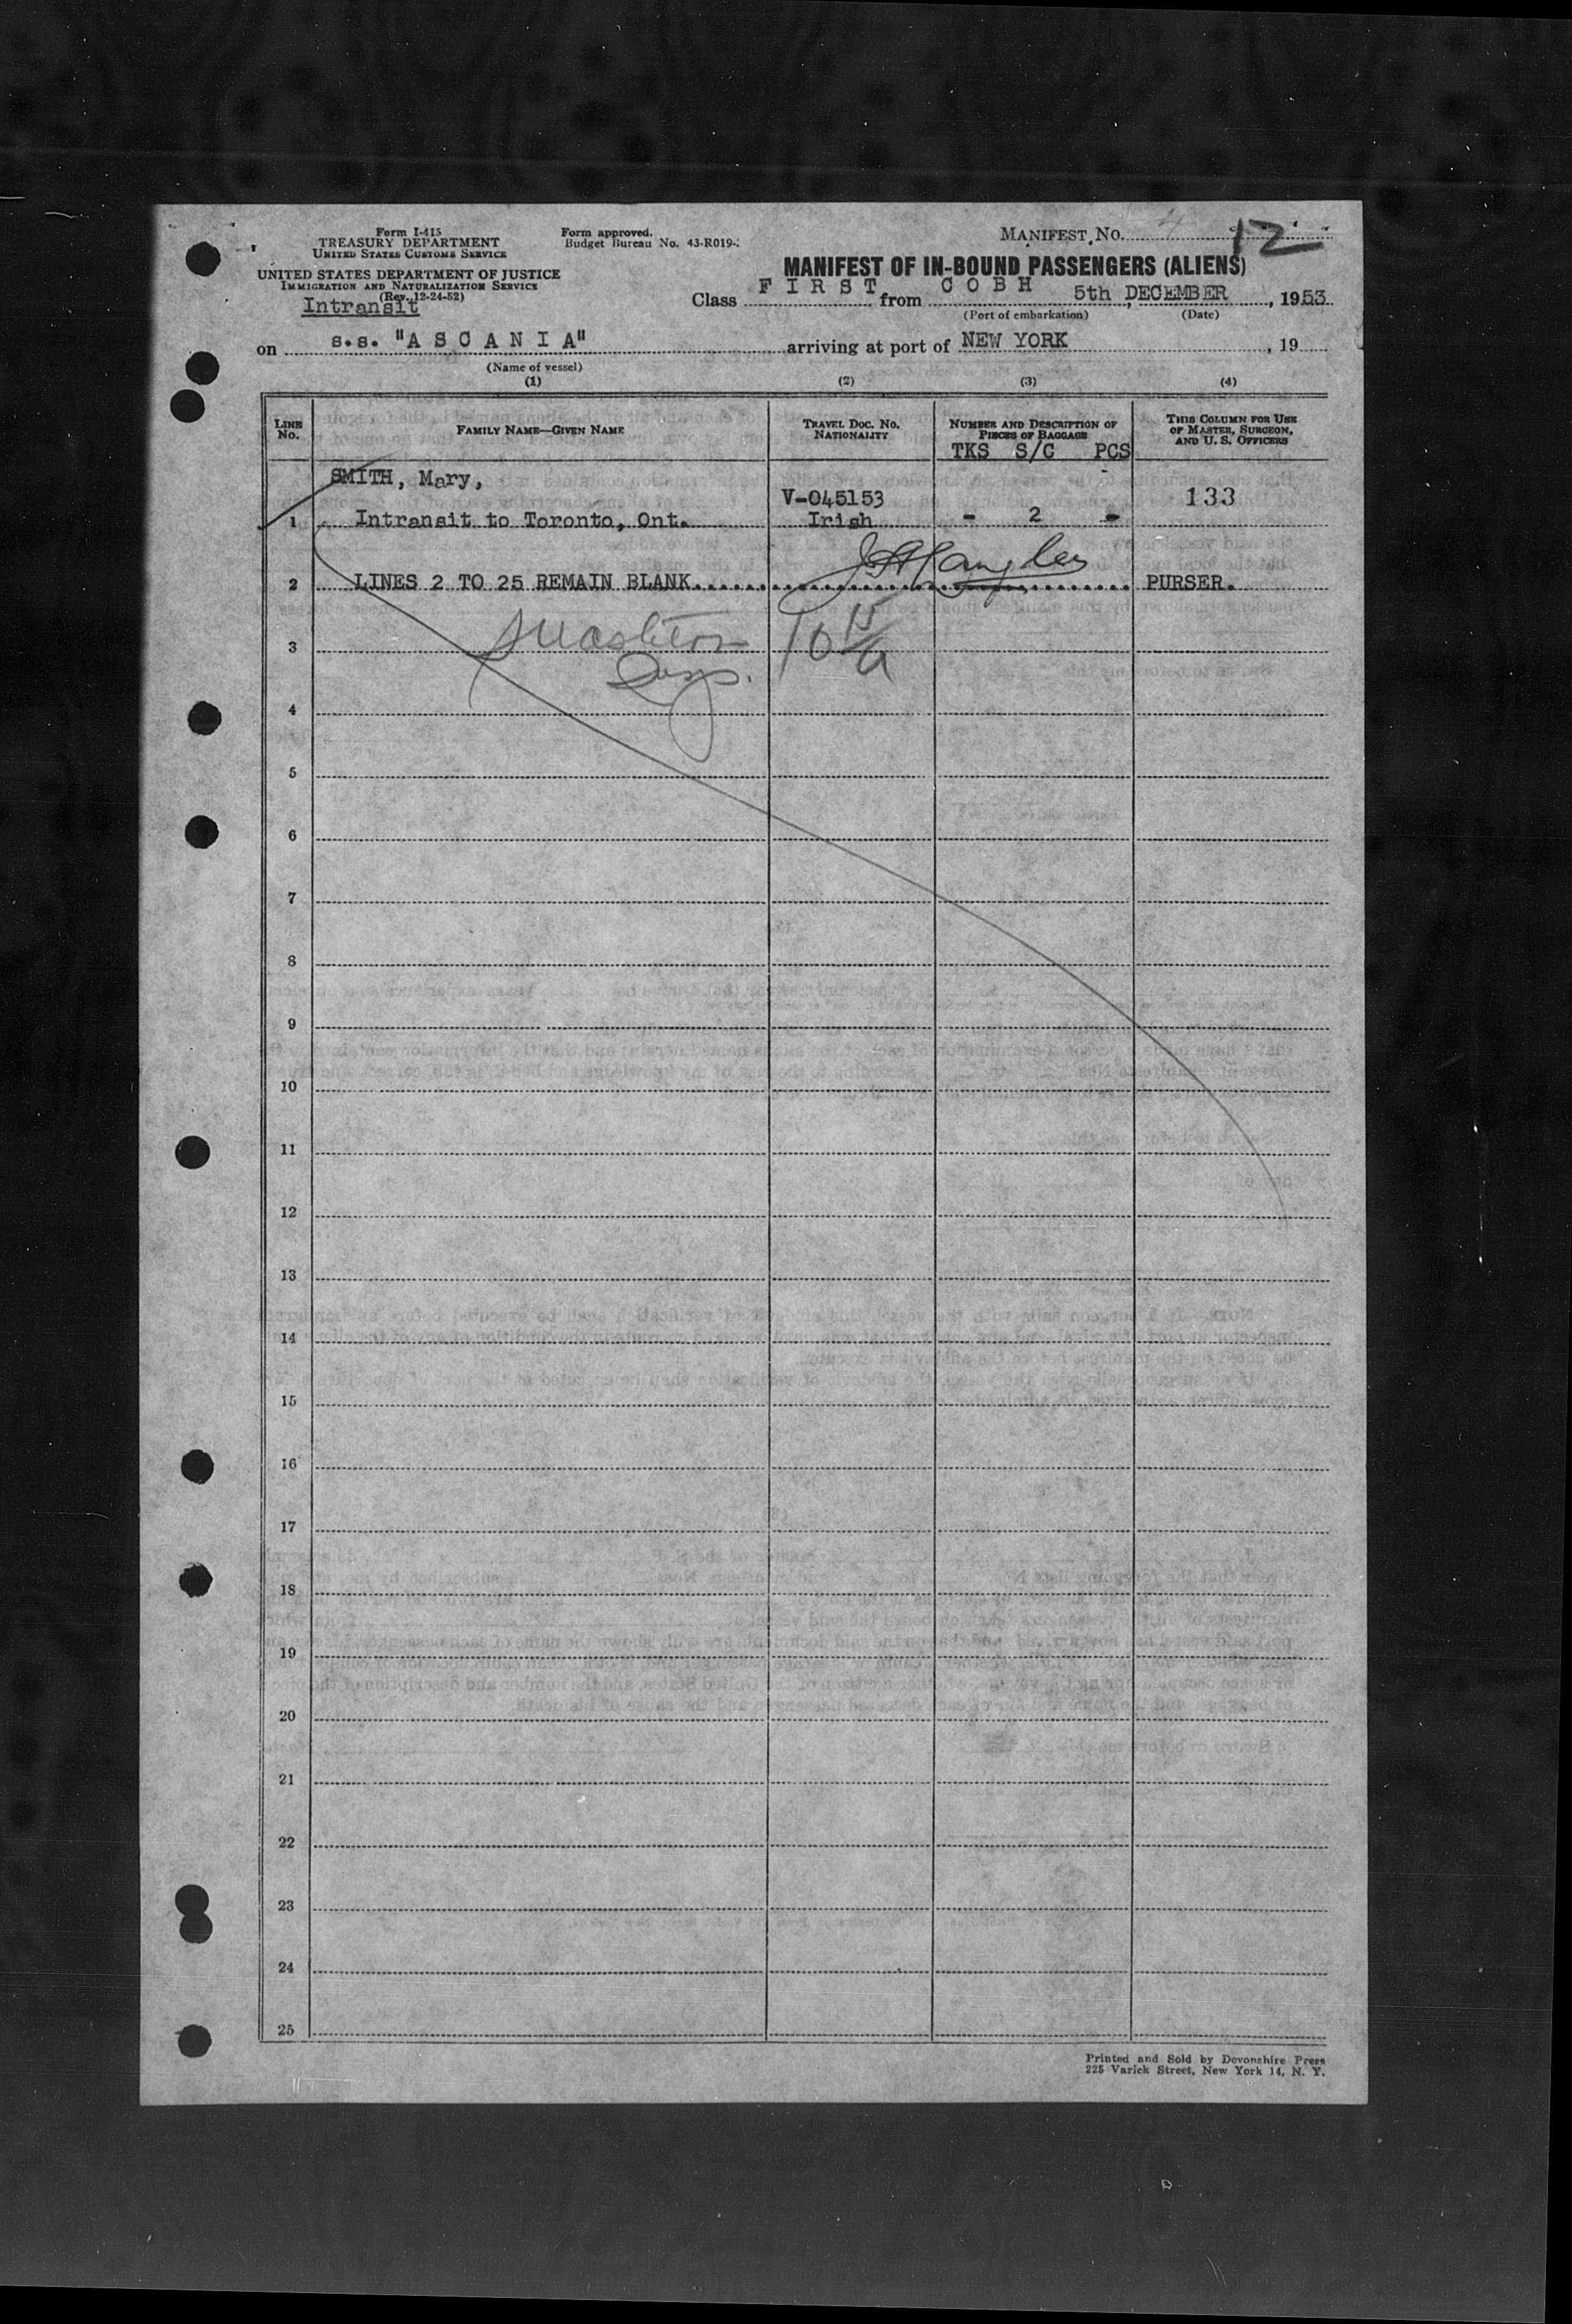 Form I-415
TREASURY DEPARTMENT
UNITED STATES CUSTOMS SERVICE
UNITED STATES DEPARTMENT OF JUSTICE
IMMIGRATION AND NATURALIZATION SERVICE
(Rev. 12-24-52)
Intransit
Form approved.
Budget Bureau No. 43-R019-
MANIFEST NO. 4 12
MANIFEST OF IN-BOUND PASSENGERS (ALIENS)
Class FIRST from COBH 5th, DECEMBER, 1953
(Port of embarkation) (Date)
on s.s. "ASCANIA" arriving at port of NEW YORK, 19
(Name of vessel)
(1) (2) (3) (4)
LINE NO. FAMILY NAME—GIVEN NAME TRAVEL DOC. NO. NATIONALITY NUMBER AND DESCRIPTION OF PIECES OF BAGGAGE THIS COLUMN FOR USE OF MASTER, SURGEON, AND U. S. OFFICERS
TKS S/C PCS
SMITH, Mary, V-045153 133
1 Intransit to Toronto, Ont. Irish - 2 -
2 LINES 2 TO 25 REMAIN BLANK. PURSER.
3
Insp.
4
5
6
7
8
9
10
11
12
13
14
15
16
17
18
19
20
21
22
23
24
25
Printed and Sold by Devonshire Press
225 Varick Street, New York 14, N. Y.